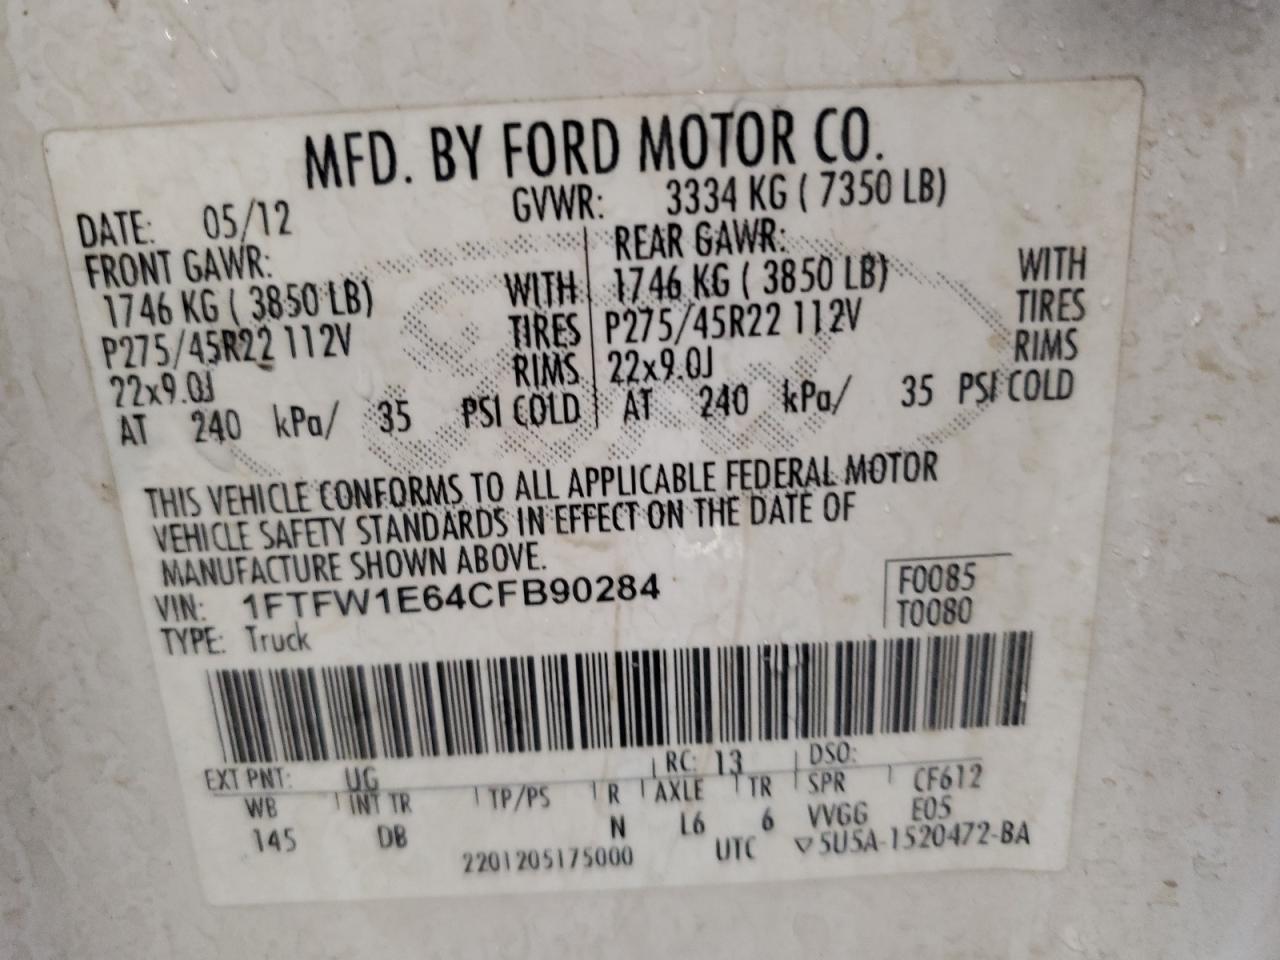 MFD. BY FORD MOTOR CO.
DATE: 05/12 GVWR: 3334 KG ( 7350 LB)
FRONT GAWR: REAR GAWR:
1746 KG ( 3850 LB) WITH 1746 KG ( 3850 LB) WITH
P275/45R22 112V TIRES P275/45R22 112V TIRES
22x9.0J RIMS 22x9.0J RIMS
AT 240 kPa/ 35 PSI COLD AT 240 kPa/ 35 PSI COLD
THIS VEHICLE CONFORMS TO ALL APPLICABLE FEDERAL MOTOR
VEHICLE SAFETY STANDARDS IN EFFECT ON THE DATE OF
MANUFACTURE SHOWN ABOVE.
VIN: 1FTFW1E64CFB90284 F0085
TYPE: Truck T0080
EXT PNT: UG RC: 13 DSO:
WB INT TR TP/PS R AXLE TR SPR CF612
145 DB N L6 6 VVGG E05
2201205175000 UTC ▽5U5A-1520472-BA